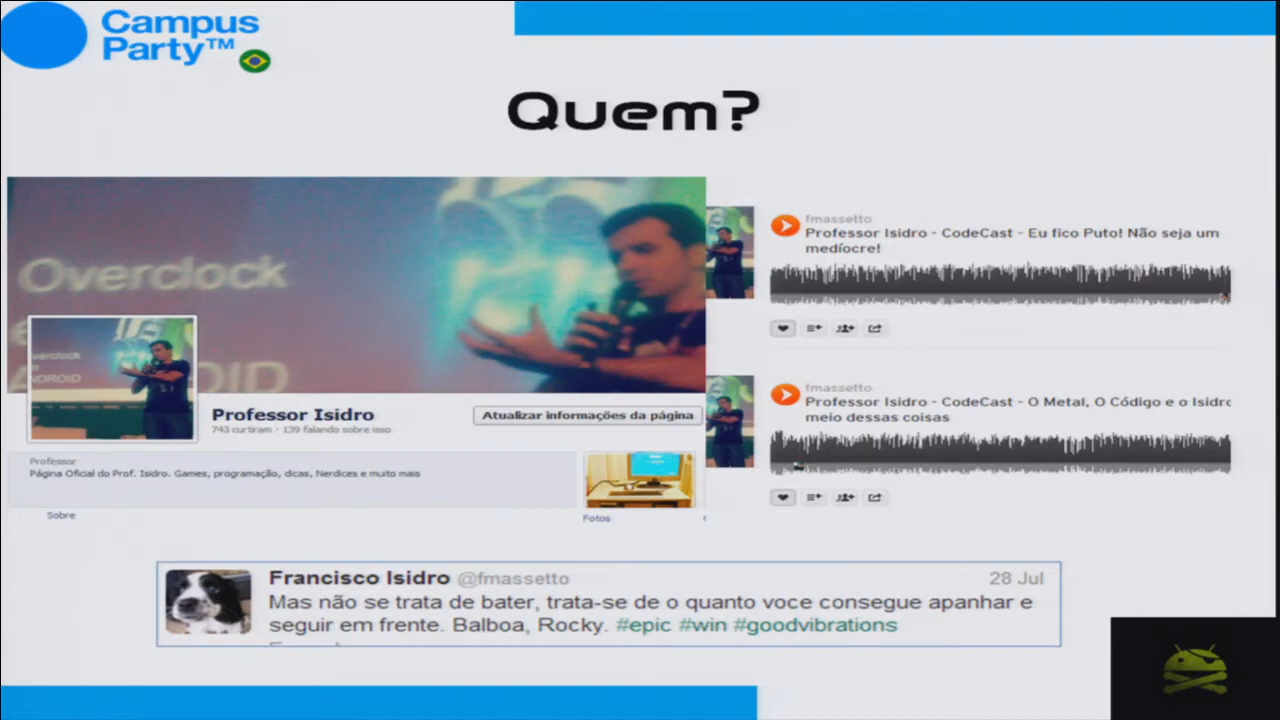 Campus
Party™
Quem?
Overclock
OID
Overclock
ANDROID
Professor Isidro
743 curtiram · 139 falando sobre isso
Atualizar informações da página
Professor
Página Oficial do Prof. Isidro. Games, programação, dicas, Nerdices e muito mais
Sobre
Fotos
fmassetto
Professor Isidro - CodeCast - Eu fico Puto! Não seja um
medíocre!
fmassetto
Professor Isidro - CodeCast - O Metal, O Código e o Isidro
meio dessas coisas
Francisco Isidro @fmassetto 28 Jul
Mas não se trata de bater, trata-se de o quanto voce consegue apanhar e
seguir em frente. Balboa, Rocky. #epic #win #goodvibrations